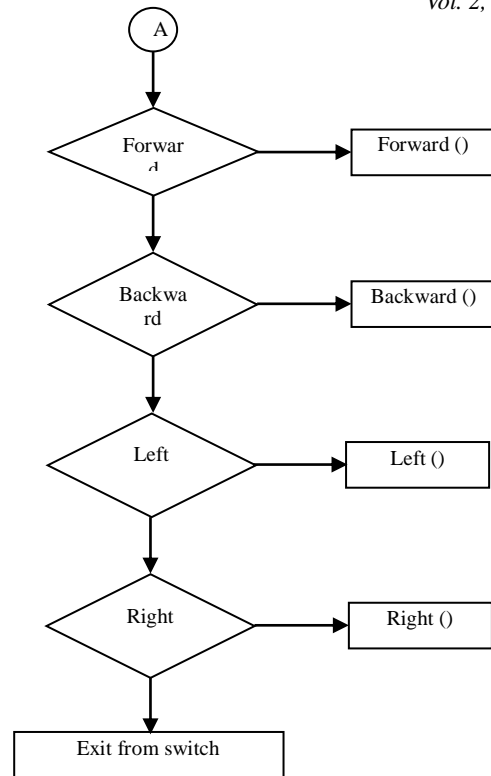 Vol. 2,
A
Forwar
d
Forward ()
Backwa
rd
Backward ()
Left
Left ()
Right
Right ()
Exit from switch